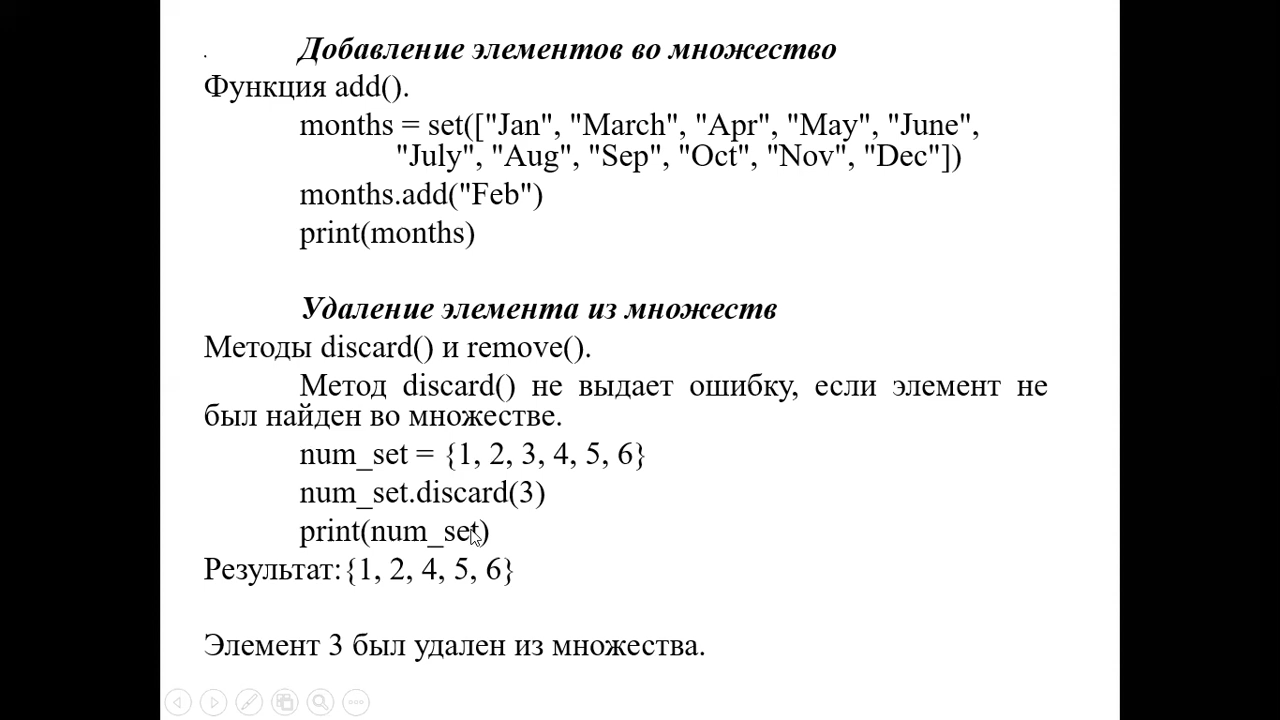 Добавление элементов во множество
Функция add().
months = set(["Jan", "March", "Apr", "May", "June",
"July", "Aug", "Sep", "Oct", "Nov", "Dec"])
months.add("Feb")
print(months)
Удаление элемента из множеств
Методы discard() и remove().
Метод discard() не выдает ошибку, если элемент не
был найден во множестве.
num_set = {1, 2, 3, 4, 5, 6}
num_set.discard(3)
print(num_set)
Результат:{1, 2, 4, 5, 6}
Элемент 3 был удален из множества.